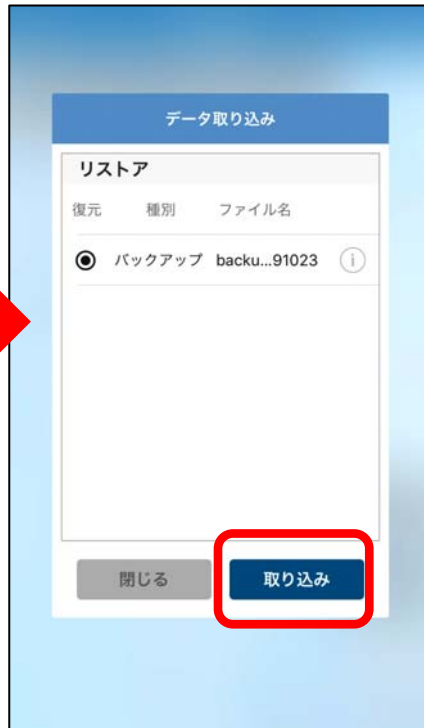 データ取り込み
リストア
復元 種別 ファイル名
バックアップ backu...91023
閉じる 取り込み